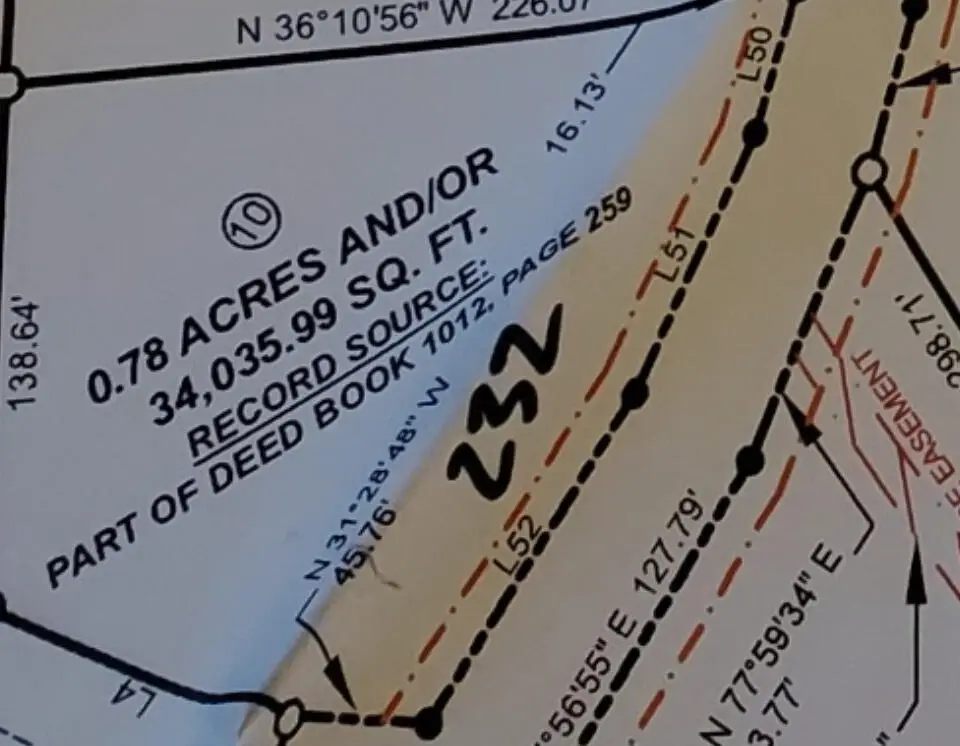 N 36°10'56" W 226.07'
L50
16.13'
10
0.78 ACRES AND/OR
34,035.99 SQ. FT.
RECORD SOURCE:
PART OF DEED BOOK 1012, PAGE 259
L51
138.64'
232
298.71'
EASEMENT
N 31°28'48" W
45.76'
L52
°56'55" E 127.79'
N 77°59'34" E
3.77'
L4